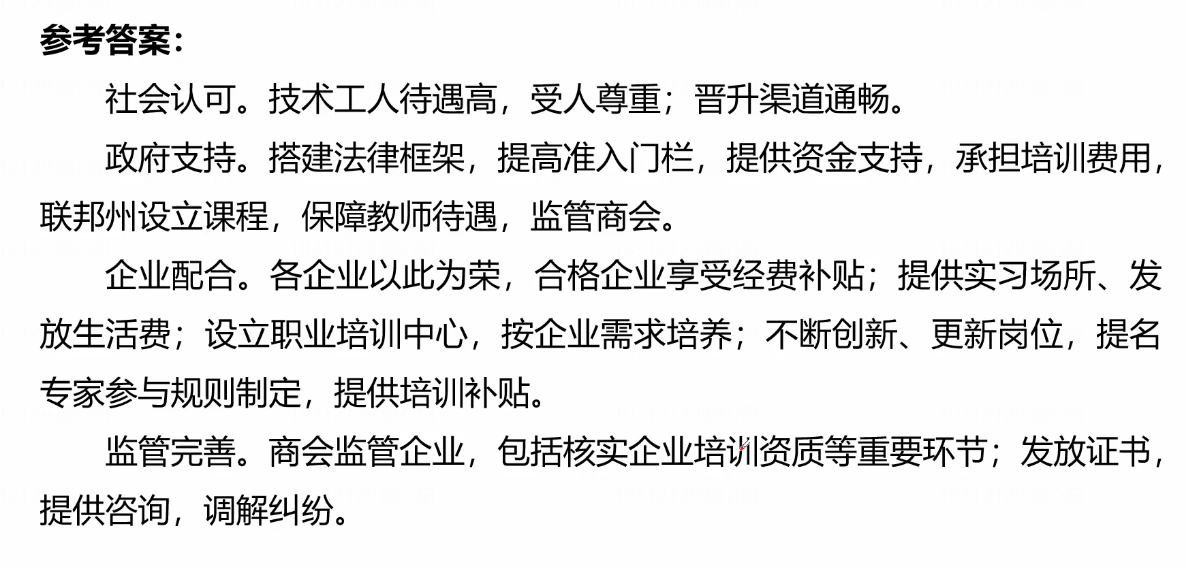 参考答案：
社会认可。技术工人待遇高，受人尊重；晋升渠道通畅。
政府支持。搭建法律框架，提高准入门栏，提供资金支持，承担培训费用，
联邦州设立课程，保障教师待遇，监管商会。
企业配合。各企业以此为荣，合格企业享受经费补贴；提供实习场所、发
放生活费；设立职业培训中心，按企业需求培养；不断创新、更新岗位，提名
专家参与规则制定，提供培训补贴。
监管完善。商会监管企业，包括核实企业培训资质等重要环节；发放证书，
提供咨询，调解纠纷。